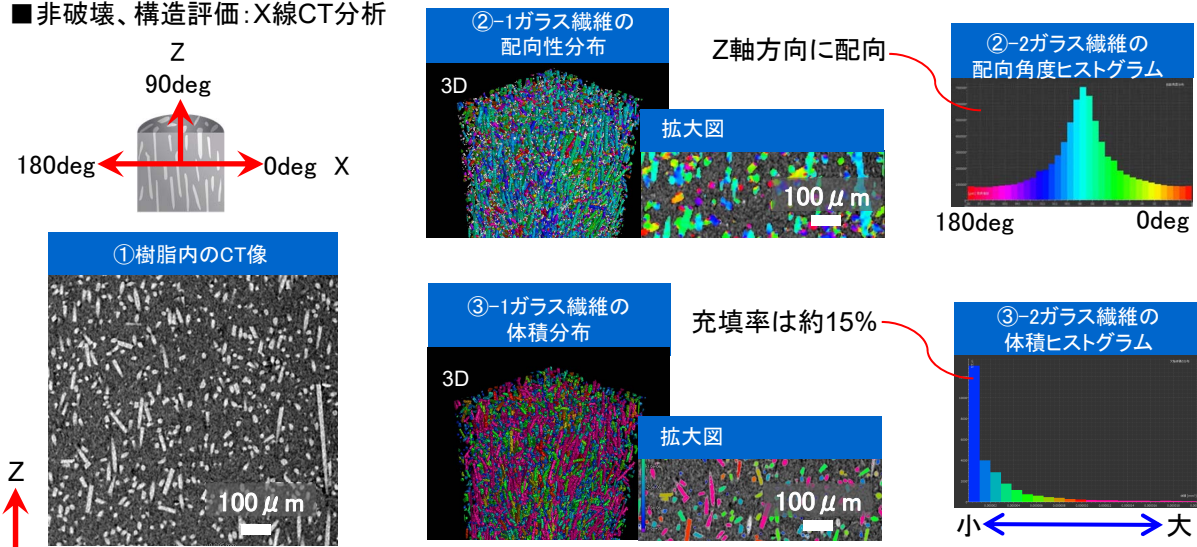 ■非破壊、構造評価:X線CT分析
Z
90deg
180deg
0deg X
①樹脂内のCT像
100μm
Z
②-1ガラス繊維の
配向性分布
3D
拡大図
100μm
Z軸方向に配向
②-2ガラス繊維の
配向角度ヒストグラム
180deg
0deg
③-1ガラス繊維の
体積分布
3D
拡大図
100μm
充填率は約15%
③-2ガラス繊維の
体積ヒストグラム
小
大